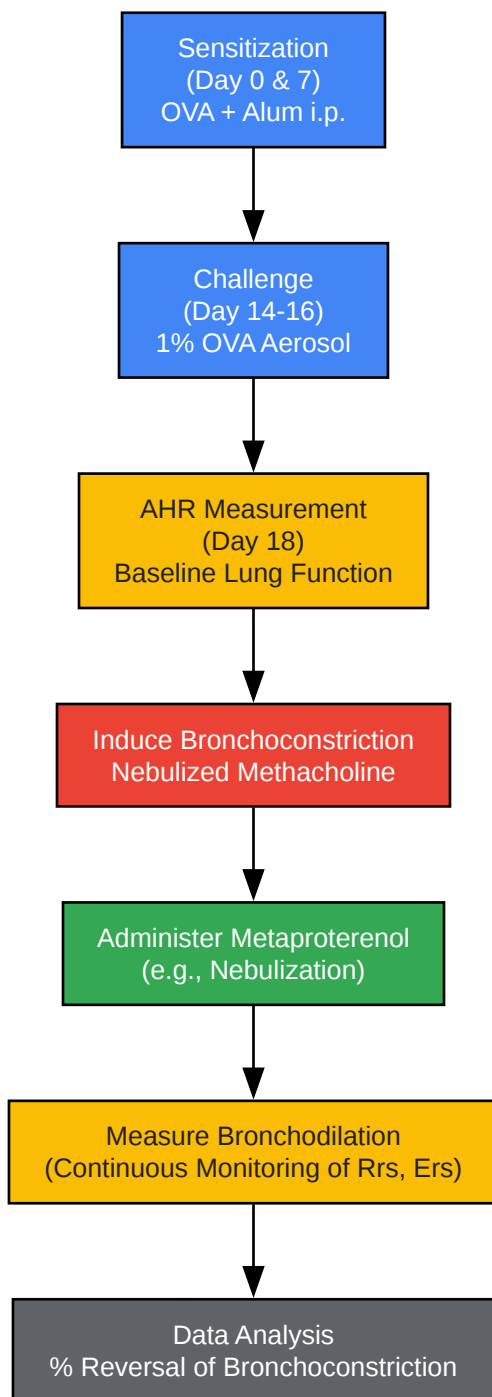 Sensitization
(Day 0 & 7)
OVA + Alum i.p.
Challenge
(Day 14-16)
1% OVA Aerosol
AHR Measurement
(Day 18)
Baseline Lung Function
Induce Bronchoconstriction
Nebulized Methacholine
Administer Metaproterenol
(e.g., Nebulization)
Measure Bronchodilation
(Continuous Monitoring of Rrs, Ers)
Data Analysis
% Reversal of Bronchoconstriction